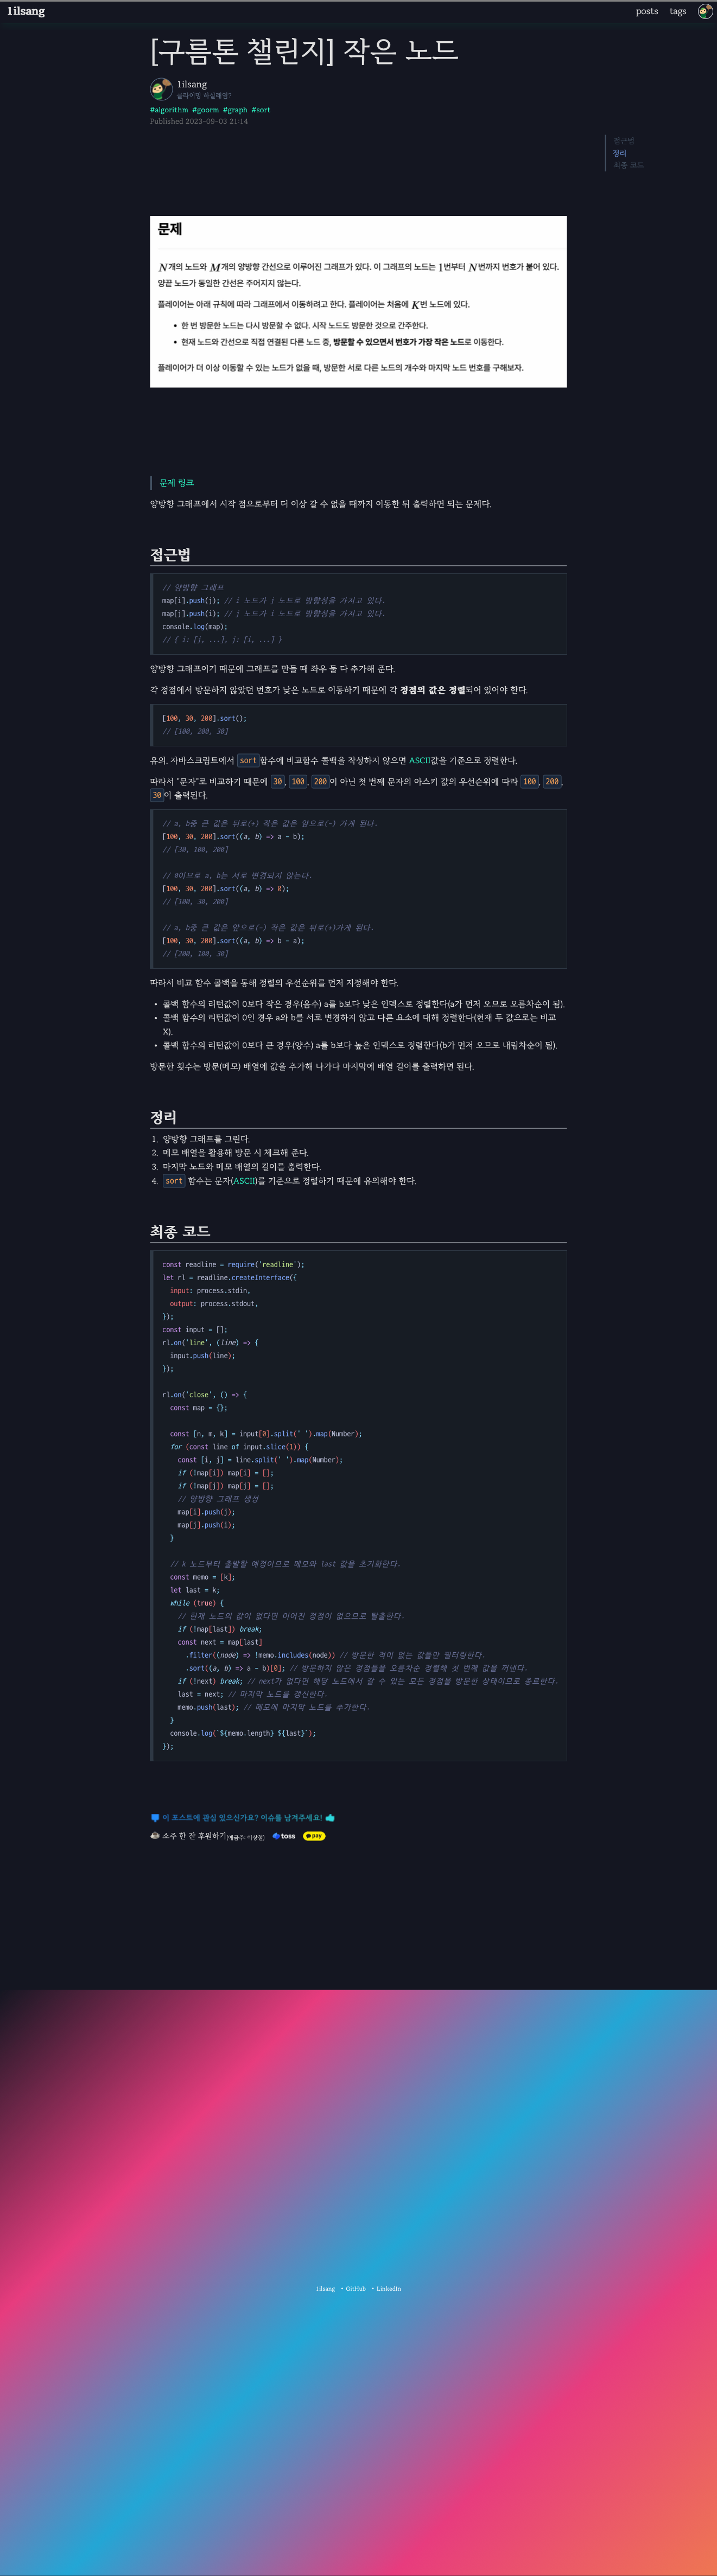 1ilsang
posts
tags
[구름톤 챌린지] 작은 노드
1ilsang
클라이밍 하실래염?
#algorithm #goorm #graph #sort
Published 2023-09-03 21:14
접근법
정리
최종 코드
문제
N개의 노드와 M개의 양방향 간선으로 이루어진 그래프가 있다. 이 그래프의 노드는 1번부터 N번까지 번호가 붙어 있다.
양끝 노드가 동일한 간선은 주어지지 않는다.
플레이어는 아래 규칙에 따라 그래프에서 이동하려고 한다. 플레이어는 처음에 K번 노드에 있다.
• 한 번 방문한 노드는 다시 방문할 수 없다. 시작 노드도 방문한 것으로 간주한다.
• 현재 노드와 간선으로 직접 연결된 다른 노드 중, 방문할 수 있으면서 번호가 가장 작은 노드로 이동한다.
플레이어가 더 이상 이동할 수 있는 노드가 없을 때, 방문한 서로 다른 노드의 개수와 마지막 노드 번호를 구해보자.
문제 링크
양방향 그래프에서 시작 점으로부터 더 이상 갈 수 없을 때까지 이동한 뒤 출력하면 되는 문제다.
접근법
// 양방향 그래프
map[i].push(j); // i 노드가 j 노드로 방향성을 가지고 있다.
map[j].push(i); // j 노드가 i 노드로 방향성을 가지고 있다.
console.log(map);
// { i: [j, ...], j: [i, ...] }
양방향 그래프이기 때문에 그래프를 만들 때 좌우 둘 다 추가해 준다.
각 정점에서 방문하지 않았던 번호가 낮은 노드로 이동하기 때문에 각 정점의 값은 정렬되어 있어야 한다.
[100, 30, 200].sort();
// [100, 200, 30]
유의. 자바스크립트에서 sort함수에 비교함수 콜백을 작성하지 않으면 ASCII값을 기준으로 정렬한다.
따라서 "문자"로 비교하기 때문에 30, 100, 200이 아닌 첫 번째 문자의 아스키 값의 우선순위에 따라 100, 200,
30이 출력된다.
// a, b중 큰 값은 뒤로(+) 작은 값은 앞으로(-) 가게 된다.
[100, 30, 200].sort((a, b) => a - b);
// [30, 100, 200]
// 0이므로 a, b는 서로 변경되지 않는다.
[100, 30, 200].sort((a, b) => 0);
// [100, 30, 200]
// a, b중 큰 값은 앞으로(-) 작은 값은 뒤로(+)가게 된다.
[100, 30, 200].sort((a, b) => b - a);
// [200, 100, 30]
따라서 비교 함수 콜백을 통해 정렬의 우선순위를 먼저 지정해야 한다.
• 콜백 함수의 리턴값이 0보다 작은 경우(음수) a를 b보다 낮은 인덱스로 정렬한다(a가 먼저 오므로 오름차순이 됨).
• 콜백 함수의 리턴값이 0인 경우 a와 b를 서로 변경하지 않고 다른 요소에 대해 정렬한다(현재 두 값으로는 비교
X).
• 콜백 함수의 리턴값이 0보다 큰 경우(양수) a를 b보다 높은 인덱스로 정렬한다(b가 먼저 오므로 내림차순이 됨).
방문한 횟수는 방문(메모) 배열에 값을 추가해 나가다 마지막에 배열 길이를 출력하면 된다.
정리
1. 양방향 그래프를 그린다.
2. 메모 배열을 활용해 방문 시 체크해 준다.
3. 마지막 노드와 메모 배열의 길이를 출력한다.
4. sort 함수는 문자(ASCII)를 기준으로 정렬하기 때문에 유의해야 한다.
최종 코드
const readline = require('readline');
let rl = readline.createInterface({
input: process.stdin,
output: process.stdout,
});
const input = [];
rl.on('line', (line) => {
input.push(line);
});
rl.on('close', () => {
const map = {};
const [n, m, k] = input[0].split(' ').map(Number);
for (const line of input.slice(1)) {
const [i, j] = line.split(' ').map(Number);
if (!map[i]) map[i] = [];
if (!map[j]) map[j] = [];
// 양방향 그래프 생성
map[i].push(j);
map[j].push(i);
}
// k 노드부터 출발할 예정이므로 메모와 last 값을 초기화한다.
const memo = [k];
let last = k;
while (true) {
// 현재 노드의 값이 없다면 이어진 정점이 없으므로 탈출한다.
if (!map[last]) break;
const next = map[last]
.filter((node) => !memo.includes(node)) // 방문한 적이 없는 값들만 필터링한다.
.sort((a, b) => a - b)[0]; // 방문하지 않은 정점들을 오름차순 정렬해 첫 번째 값을 꺼낸다.
if (!next) break; // next가 없다면 해당 노드에서 갈 수 있는 모든 정점을 방문한 상태이므로 종료한다.
last = next; // 마지막 노드를 갱신한다.
memo.push(last); // 메모에 마지막 노드를 추가한다.
}
console.log(`${memo.length} ${last}`);
});
이 포스트에 관심 있으신가요? 이슈를 남겨주세요!
소주 한 잔 후원하기(예금주: 이상철) toss pay
1ilsang • GitHub • LinkedIn